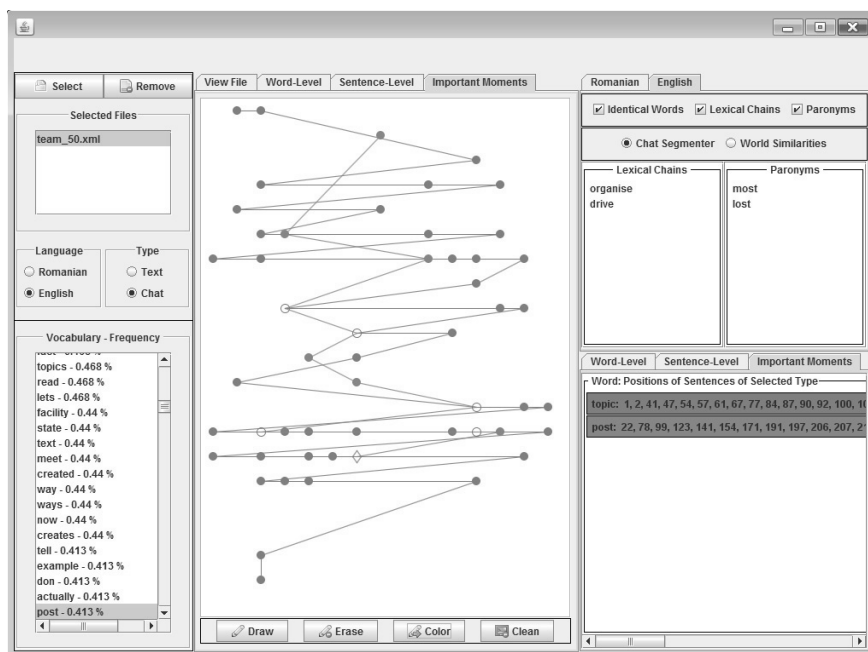 Select
Remove
Selected Files
team_50.xml
Language
Type
Romanian
Text
English
Chat
Vocabulary - Frequency
topics - 0.468 %
read - 0.468 %
lets - 0.468 %
facility - 0.44 %
state - 0.44 %
text - 0.44 %
meet - 0.44 %
created - 0.44 %
way - 0.44 %
ways - 0.44 %
now - 0.44 %
creates - 0.44 %
tell - 0.413 %
example - 0.413 %
don - 0.413 %
actually - 0.413 %
post - 0.413 %
View File
Word-Level
Sentence-Level
Important Moments
Draw
Erase
Color
Clean
Romanian
English
Identical Words
Lexical Chains
Paronyms
Chat Segmenter
World Similarities
Lexical Chains
organise
drive
Paronyms
most
lost
Word-Level
Sentence-Level
Important Moments
Word: Positions of Sentences of Selected Type
topic: 1, 2, 41, 47, 54, 57, 61, 67, 77, 84, 87, 90, 92, 100,
post: 22, 78, 99, 123, 141, 154, 171, 191, 197, 206, 207,